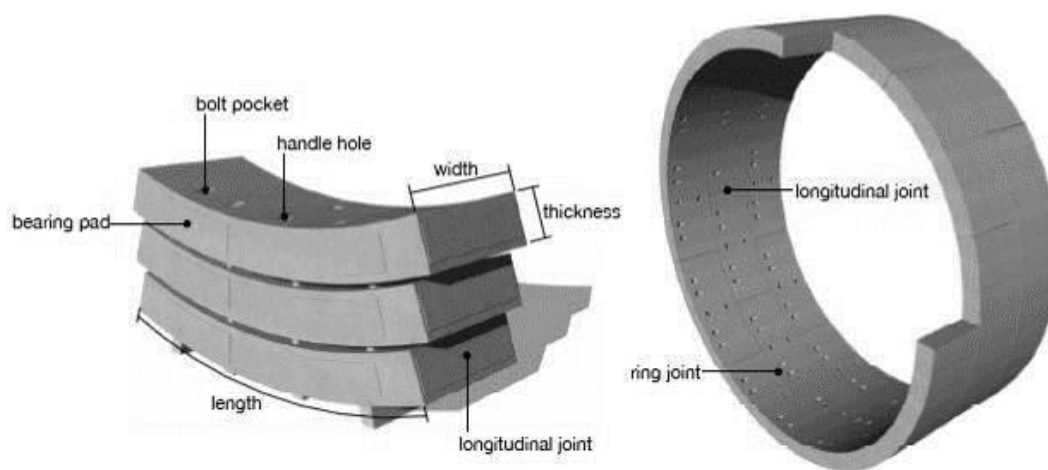 bolt pocket
handle hole
width
thickness
bearing pad
length
longitudinal joint
longitudinal joint
ring joint